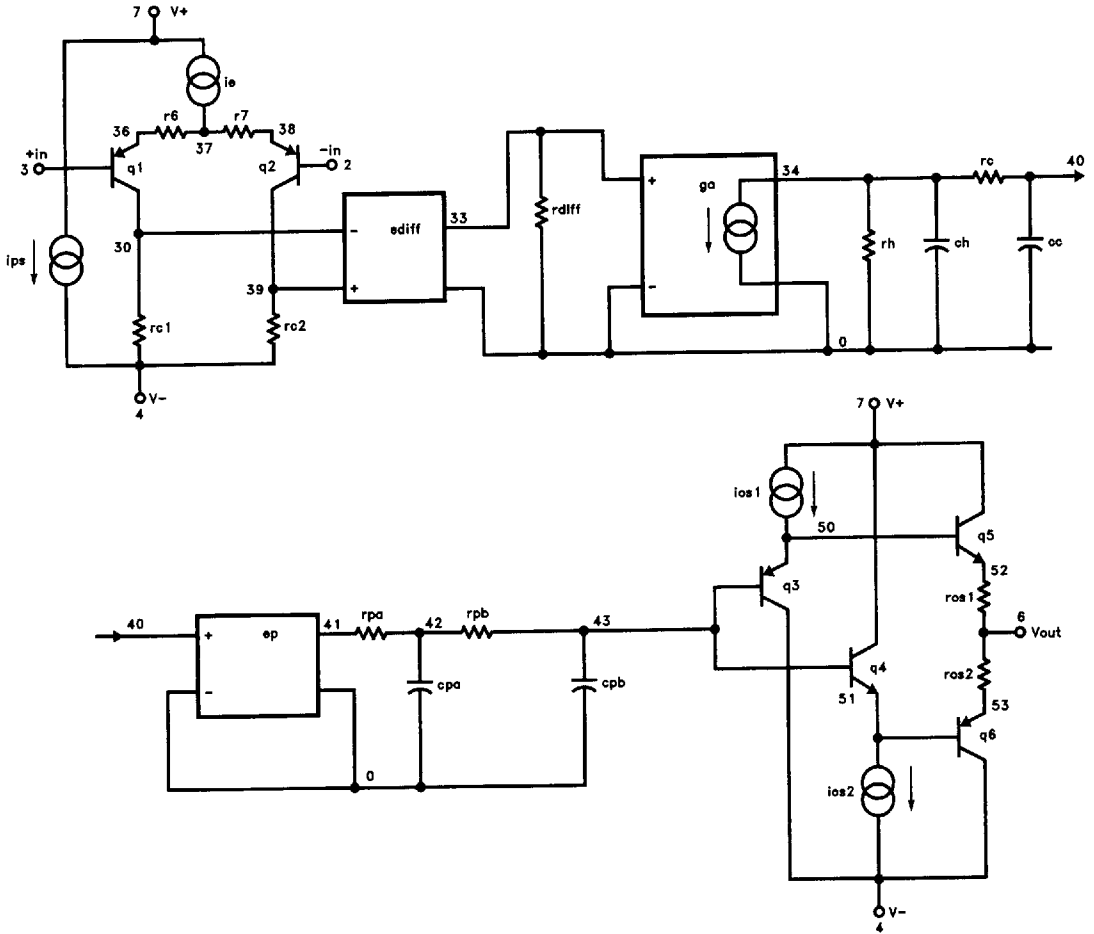 7 V+
ie
r6 r7
36 37 38
+in
3
q1
q2
-in
2
ips
30
39
rc1
rc2
V-
4
ediff
-
+
33
rdiff
+
-
ga
34
rh
ch
rc
cc
40
0
7 V+
ios1
50
q5
q3
52
ros1
6
Vout
q4
51
ros2
53
q6
ios2
V-
4
40
+
-
ep
41
rpa
42
rpb
43
cpa
cpb
0